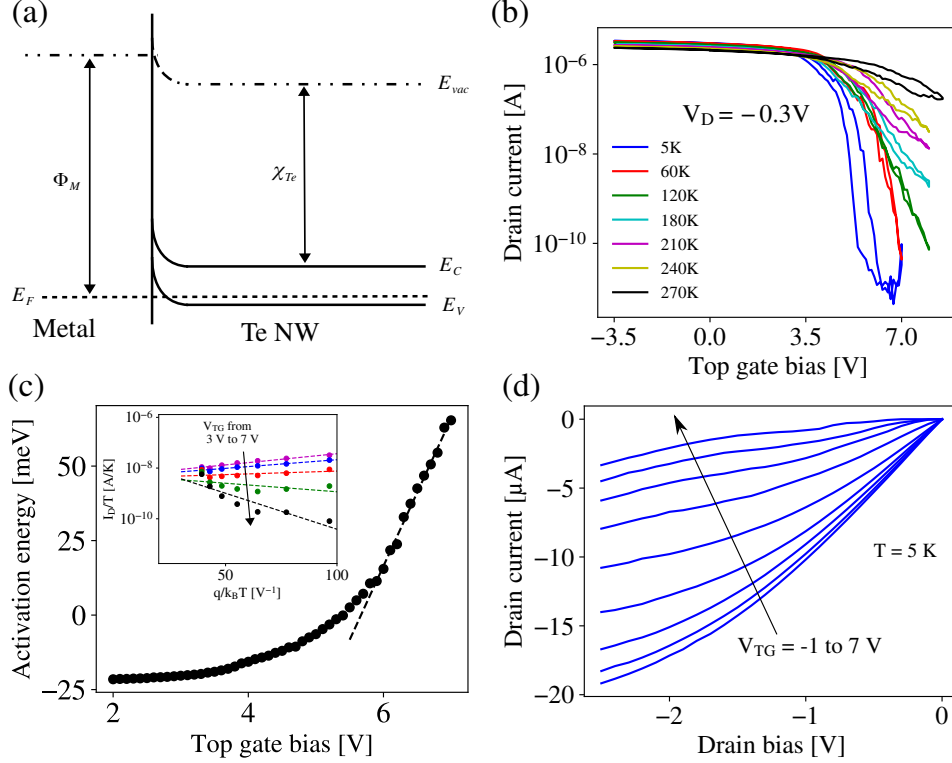 (a)
E_vac
Φ_M
χ_Te
E_C
E_F
E_V
Metal
Te NW
(b)
10⁻⁶
10⁻⁸
10⁻¹⁰
Drain current [A]
V_D = −0.3V
5K
60K
120K
180K
210K
240K
270K
−3.5
0.0
3.5
7.0
Top gate bias [V]
(c)
50
25
0
−25
Activation energy [meV]
2
4
6
Top gate bias [V]
10⁻⁶
10⁻⁸
10⁻¹⁰
I_D/T [A/K]
V_TG from
3 V to 7 V
50
100
q/k_BT [V⁻¹]
(d)
0
−5
−10
−15
−20
Drain current [µA]
T = 5 K
V_TG = -1 to 7 V
−2
−1
0
Drain bias [V]